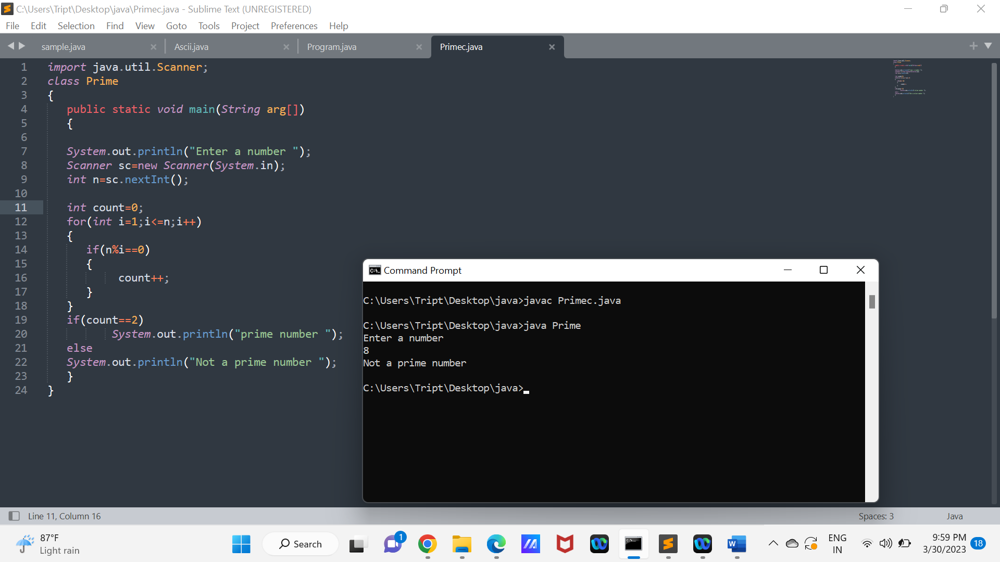 C:\Users\Tript\Desktop\java\Primec.java - Sublime Text (UNREGISTERED)
File Edit Selection Find View Goto Tools Project Preferences Help
sample.java Ascii.java Program.java Primec.java
1 import java.util.Scanner;
2 class Prime
3 {
4 public static void main(String arg[])
5 {
6
7 System.out.println("Enter a number ");
8 Scanner sc=new Scanner(System.in);
9 int n=sc.nextInt();
10
11 int count=0;
12 for(int i=1;i<=n;i++)
13 {
14 if(n%i==0)
15 {
16 count++;
17 }
18 }
19 if(count==2)
20 System.out.println("prime number ");
21 else
22 System.out.println("Not a prime number ");
23 }
24 }
Command Prompt
C:\Users\Tript\Desktop\java>javac Primec.java
C:\Users\Tript\Desktop\java>java Prime
Enter a number
8
Not a prime number
C:\Users\Tript\Desktop\java>
Line 11, Column 16 Spaces: 3 Java
87°F
Light rain
Search
1
W
ENG
IN
9:59 PM
3/30/2023
18